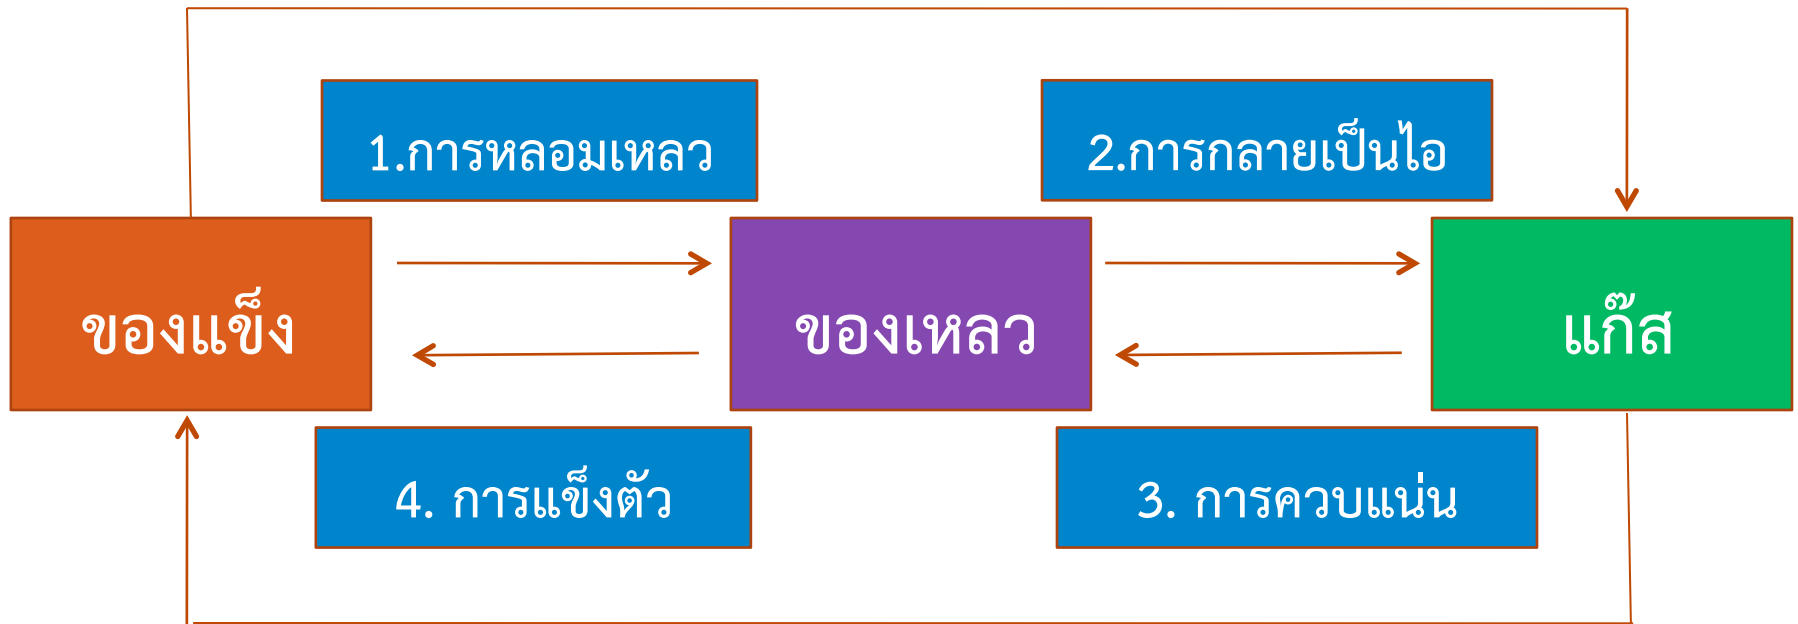 1.การหลอมเหลว
2.การกลายเป็นไอ
ของแข็ง
ของเหลว
แก๊ส
4. การแข็งตัว
3. การควบแน่น